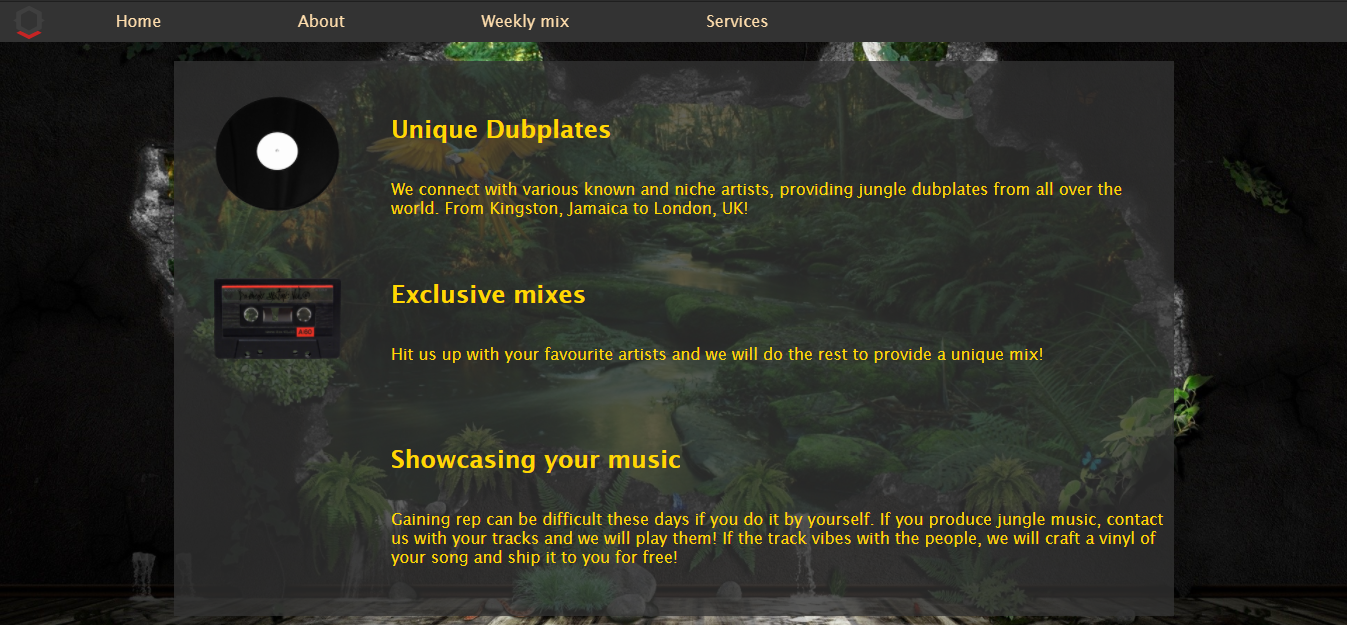 Home About Weekly mix Services
Unique Dubplates
We connect with various known and niche artists, providing jungle dubplates from all over the
world. From Kingston, Jamaica to London, UK!
Exclusive mixes
A-60
Hit us up with your favourite artists and we will do the rest to provide a unique mix!
Showcasing your music
Gaining rep can be difficult these days if you do it by yourself. If you produce jungle music, contact
us with your tracks and we will play them! If the track vibes with the people, we will craft a vinyl of
your song and ship it to you for free!